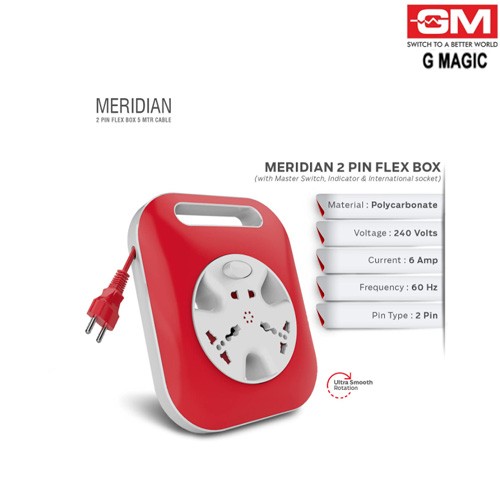 GM
SWITCH TO A BETTER WORLD
G MAGIC
MERIDIAN
2 PIN FLEX BOX 5 MTR CABLE
MERIDIAN 2 PIN FLEX BOX
(with Master Switch, Indicator & International socket)
Material : Polycarbonate
Voltage : 240 Volts
Current : 6 Amp
Frequency : 60 Hz
Pin Type : 2 Pin
Ultra Smooth
Rotation